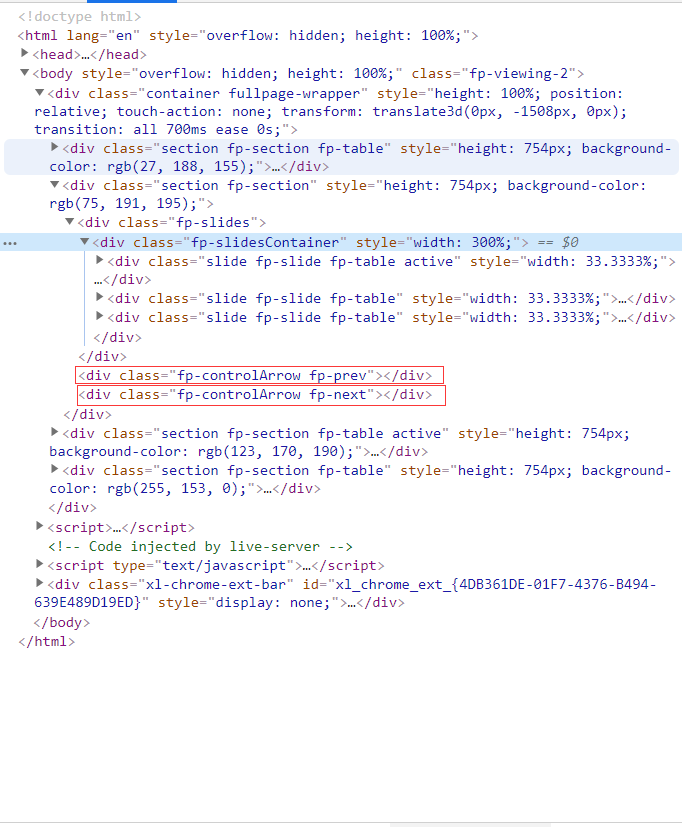 <!doctype html>
<html lang="en" style="overflow: hidden; height: 100%;">
<head>…</head>
<body style="overflow: hidden; height: 100%;" class="fp-viewing-2">
<div class="container fullpage-wrapper" style="height: 100%; position:
relative; touch-action: none; transform: translate3d(0px, -1508px, 0px);
transition: all 700ms ease 0s;">
<div class="section fp-section fp-table" style="height: 754px; background-
color: rgb(27, 188, 155);">…</div>
<div class="section fp-section" style="height: 754px; background-color:
rgb(75, 191, 195);">
<div class="fp-slides">
<div class="fp-slidesContainer" style="width: 300%;"> == $0
<div class="slide fp-slide fp-table active" style="width: 33.3333%;">
…</div>
<div class="slide fp-slide fp-table" style="width: 33.3333%;">…</div>
<div class="slide fp-slide fp-table" style="width: 33.3333%;">…</div>
</div>
</div>
<div class="fp-controlArrow fp-prev"></div>
<div class="fp-controlArrow fp-next"></div>
</div>
<div class="section fp-section fp-table active" style="height: 754px;
background-color: rgb(123, 170, 190);">…</div>
<div class="section fp-section fp-table" style="height: 754px; background-
color: rgb(255, 153, 0);">…</div>
</div>
<script>…</script>
<!-- Code injected by live-server -->
<script type="text/javascript">…</script>
<div class="xl-chrome-ext-bar" id="xl_chrome_ext_{4DB361DE-01F7-4376-B494-
639E489D19ED}" style="display: none;">…</div>
</body>
</html>